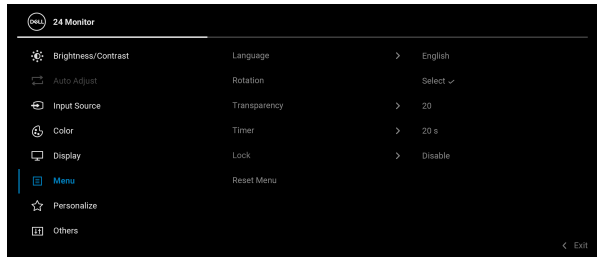 DELL 24 Monitor
Brightness/Contrast
Auto Adjust
Input Source
Color
Display
Menu
Personalize
Others
Language > English
Rotation Select ✓
Transparency > 20
Timer > 20 s
Lock > Disable
Reset Menu
< Exit